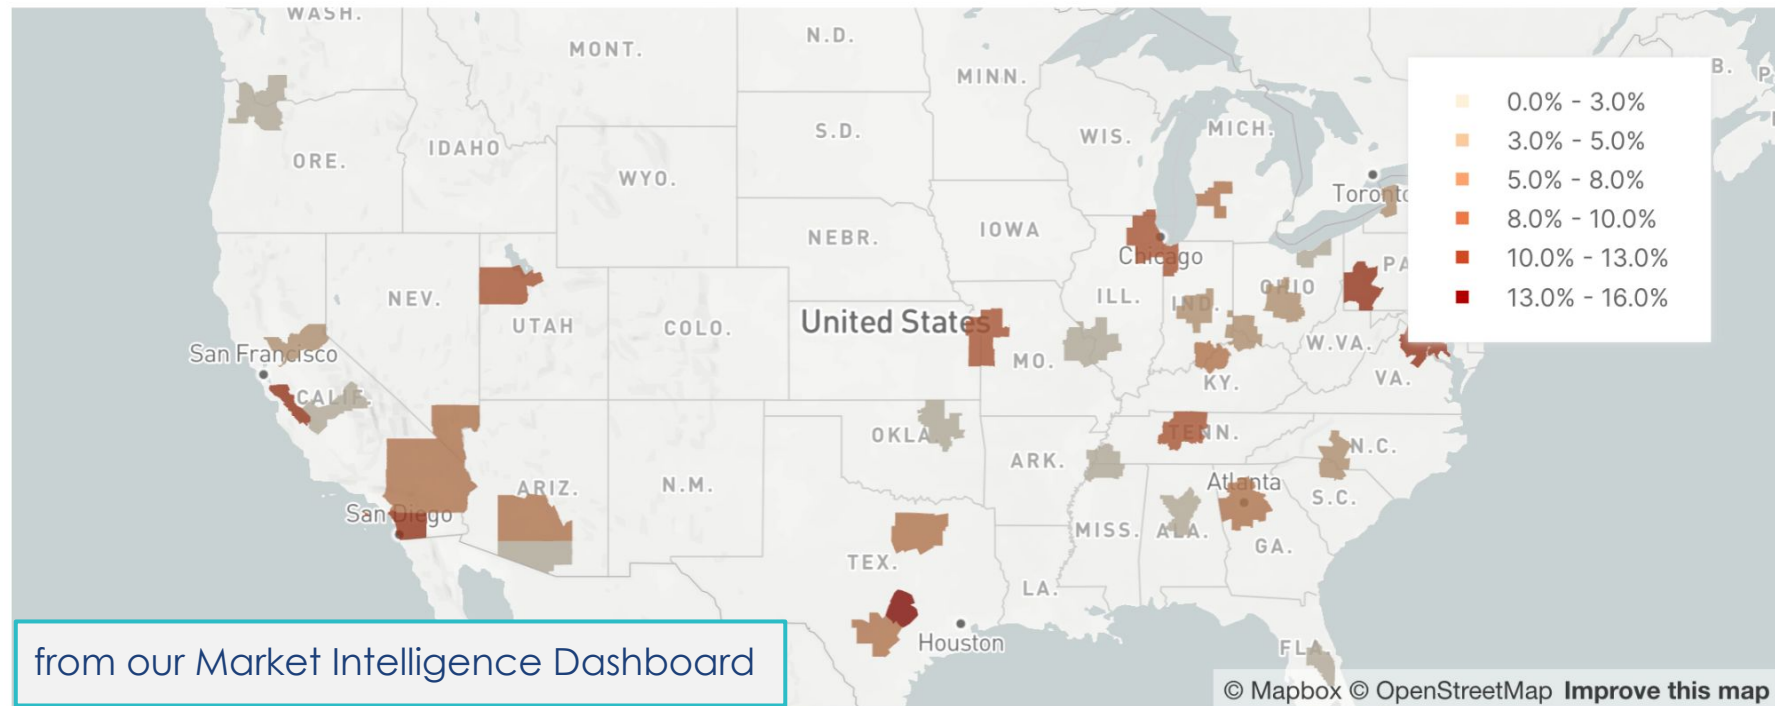 WASH.
MONT.
N.D.
MINN.
ORE.
IDAHO
WYO.
S.D.
WIS.
MICH.
Toronto
NEBR.
IOWA
Chicago
NEV.
UTAH
COLO.
United States
ILL.
IND.
OHIO
PA
San Francisco
CALIF.
MO.
KY.
W.VA.
VA.
OKLA.
ARK.
TENN.
N.C.
San Diego
ARIZ.
N.M.
Atlanta
S.C.
TEX.
MISS.
ALA.
GA.
LA.
Houston
FLA.
B.
P
0.0% - 3.0%
3.0% - 5.0%
5.0% - 8.0%
8.0% - 10.0%
10.0% - 13.0%
13.0% - 16.0%
from our Market Intelligence Dashboard
© Mapbox © OpenStreetMap Improve this map